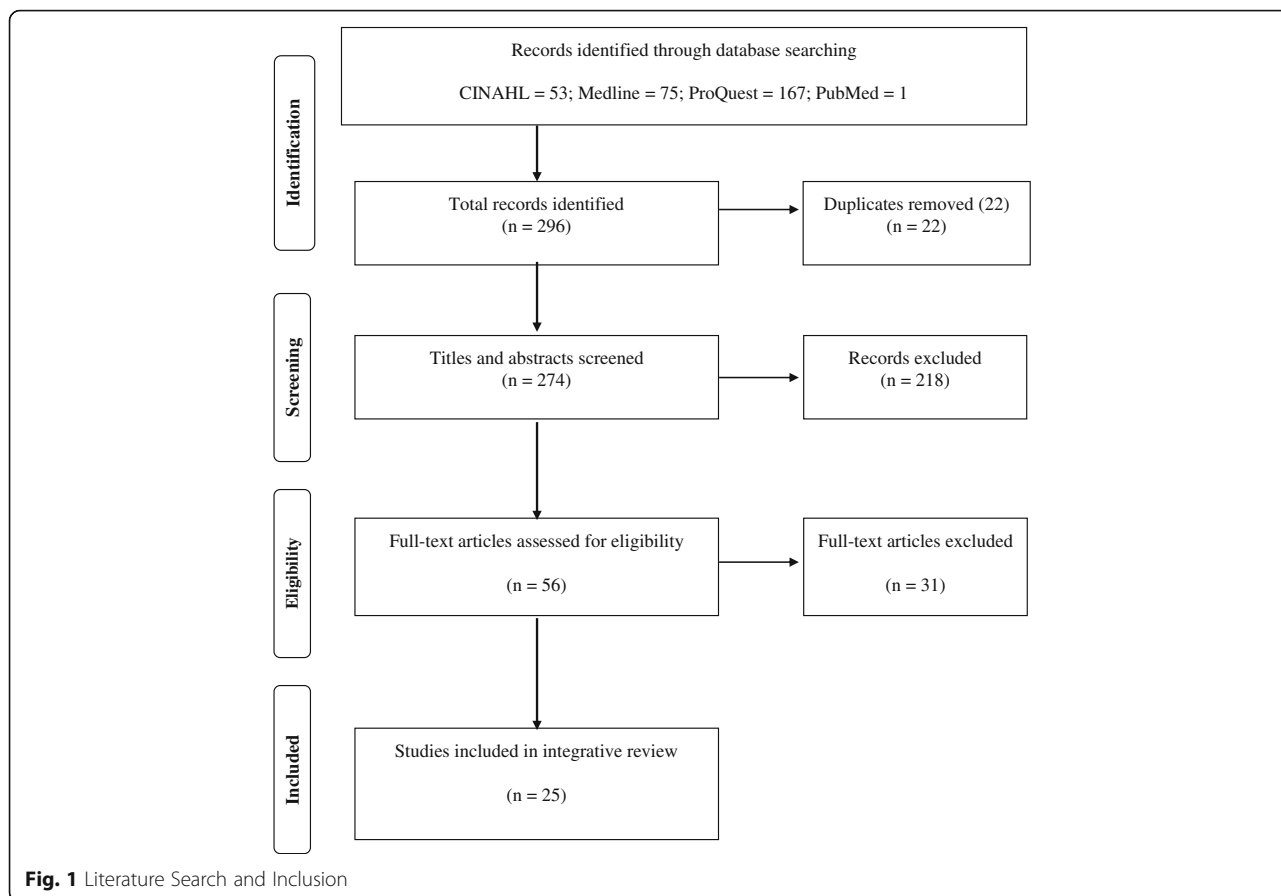 Identification
Records identified through database searching
CINAHL = 53; Medline = 75; ProQuest = 167; PubMed = 1
Total records identified
(n = 296)
Duplicates removed (22)
(n = 22)
Screening
Titles and abstracts screened
(n = 274)
Records excluded
(n = 218)
Eligibility
Full-text articles assessed for eligibility
(n = 56)
Full-text articles excluded
(n = 31)
Included
Studies included in integrative review
(n = 25)
Fig. 1 Literature Search and Inclusion